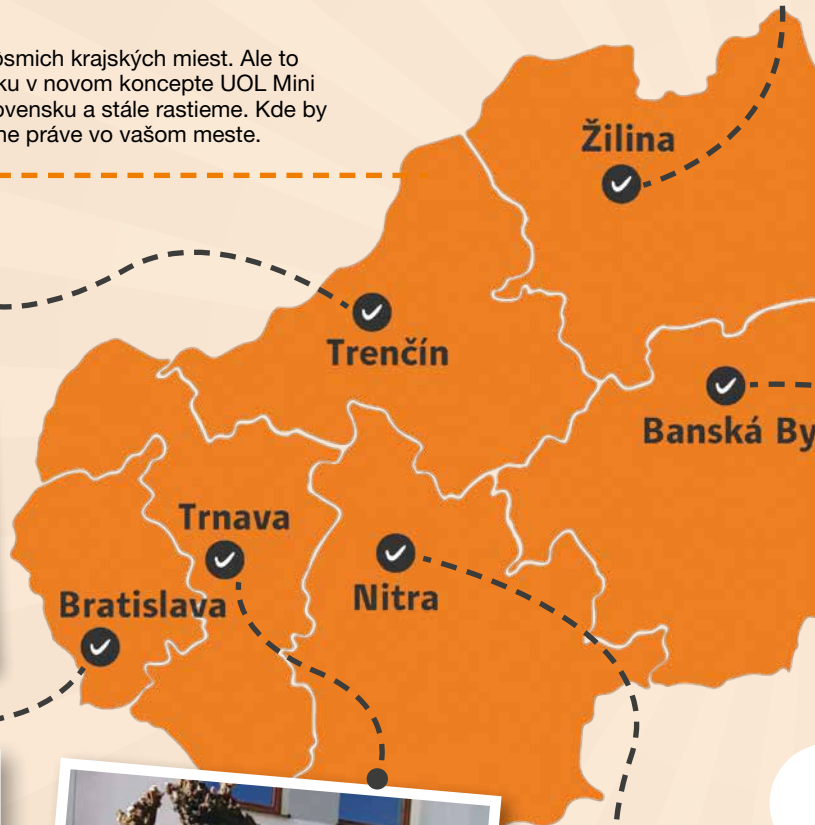 ôsmich krajských miest. Ale to
ku v novom koncepte UOL Mini
ovensku a stále rastieme. Kde by
ne práve vo vašom meste.
Žilina
Trenčín
Banská By
Trnava
Bratislava
Nitra